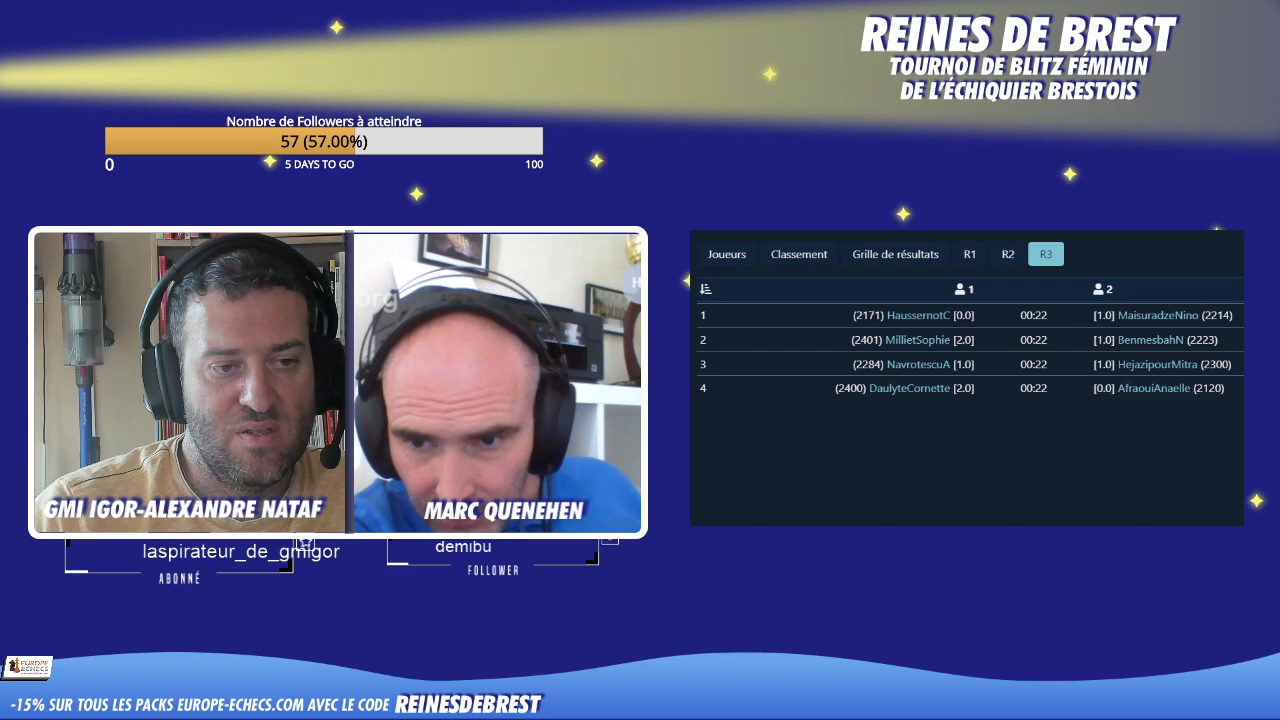 REINES DE BREST
TOURNOI DE BLITZ FÉMININ
DE L'ÉCHIQUIER BRESTOIS
Nombre de Followers à atteindre
57 (57.00%)
0 5 DAYS TO GO 100
Joueurs Classement Grille de résultats R1 R2 R3
1 2
1 (2171) HaussernotC [0.0] 00:22 [1.0] MaisuradzeNino (2214)
2 (2401) MillietSophie [2.0] 00:22 [1.0] BenmesbahN (2223)
3 (2284) NavrotescuA [1.0] 00:22 [1.0] HejazipourMitra (2300)
4 (2400) DaulyteCornette [2.0] 00:22 [0.0] AfraouiAnaelle (2120)
org
H
GMI IGOR-ALEXANDRE NATAF
MARC QUENEHEN
laspirateur_de_gmigor
ABONNÉ
demibu
FOLLOWER
EUROPE
ECHECS
-15% SUR TOUS LES PACKS EUROPE-ECHECS.COM AVEC LE CODE REINESDEBREST